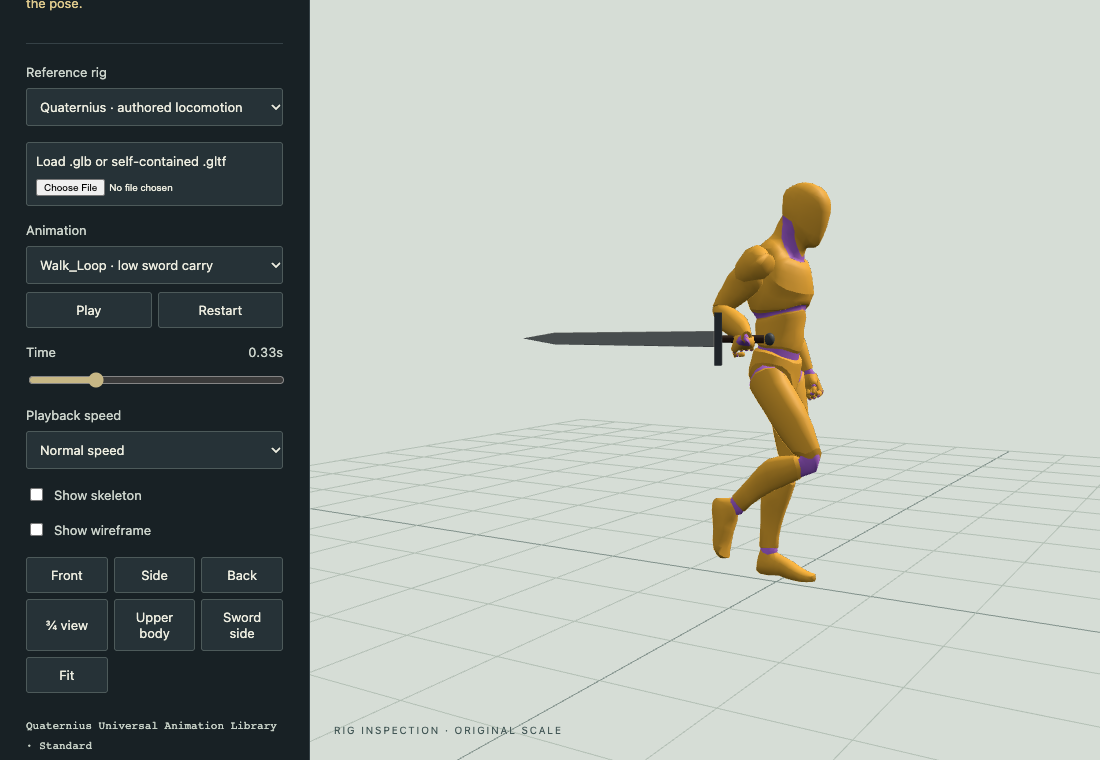 the pose.
Reference rig
Quaternius · authored locomotion
Load .glb or self-contained .gltf
Choose File No file chosen
Animation
Walk_Loop · low sword carry
Play Restart
Time 0.33s
Playback speed
Normal speed
Show skeleton
Show wireframe
Front Side Back
¾ view Upper body Sword side
Fit
Quaternius Universal Animation Library
· Standard
RIG INSPECTION · ORIGINAL SCALE